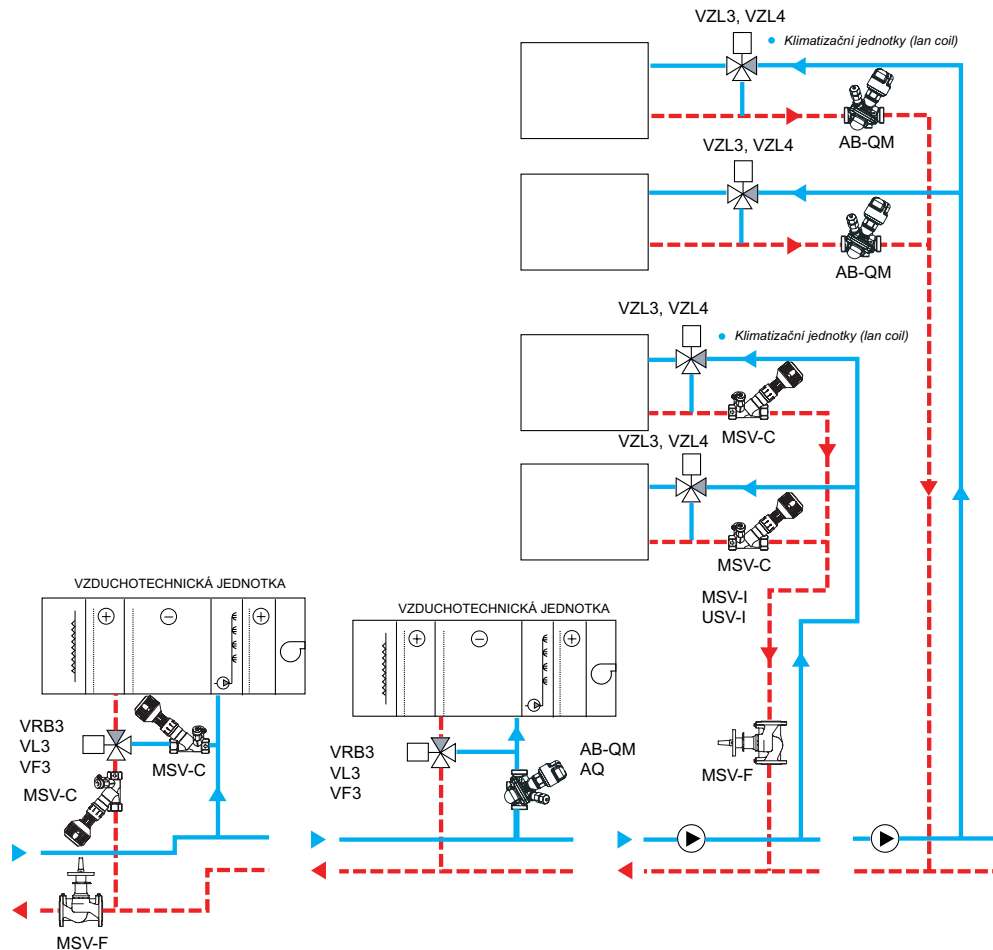 VZL3, VZL4
Klimatizační jednotky (lan coil)
AB-QM
VZL3, VZL4
AB-QM
VZL3, VZL4
Klimatizační jednotky (lan coil)
MSV-C
VZL3, VZL4
MSV-C
MSV-I
USV-I
MSV-F
VZDUCHOTECHNICKÁ JEDNOTKA
VRB3
VL3
VF3
MSV-C
MSV-C
MSV-F
VZDUCHOTECHNICKÁ JEDNOTKA
VRB3
VL3
VF3
AB-QM
AQ